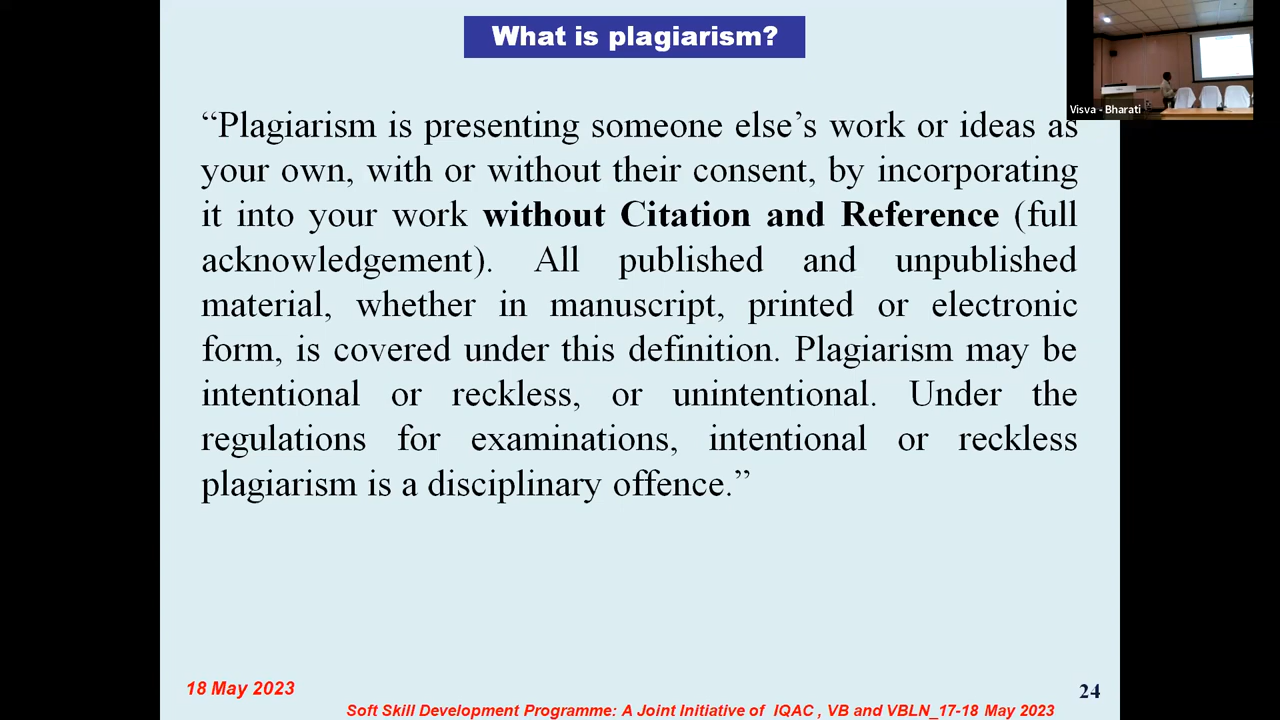 What is plagiarism?
Visva - Bharati
“Plagiarism is presenting someone else’s work or ideas as
your own, with or without their consent, by incorporating
it into your work without Citation and Reference (full
acknowledgement). All published and unpublished
material, whether in manuscript, printed or electronic
form, is covered under this definition. Plagiarism may be
intentional or reckless, or unintentional. Under the
regulations for examinations, intentional or reckless
plagiarism is a disciplinary offence.”
18 May 2023
24
Soft Skill Development Programme: A Joint Initiative of IQAC , VB and VBLN_17-18 May 2023